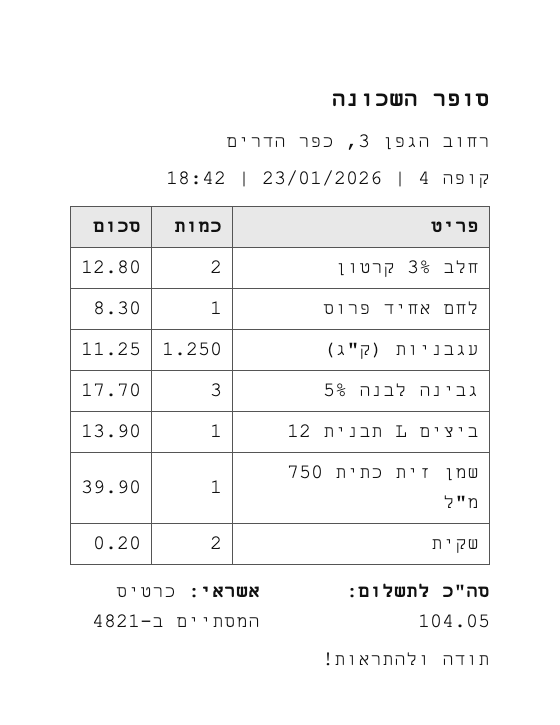 סופר השכונה
רחוב הגפן 3, כפר הדרים
קופה 4 | 23/01/2026 | 18:42
פריט כמות סכום
חלב 3% קרטון 2 12.80
לחם אחיד פרוס 1 8.30
עגבניות (ק"ג) 1.250 11.25
גבינה לבנה 5% 3 17.70
ביצים L תבנית 12 1 13.90
שמן זית כתית 750 מ"ל 1 39.90
שקית 2 0.20
סה"כ לתשלום: אשראי: כרטיס
104.05 המסתיים ב-4821
תודה ולהתראות!